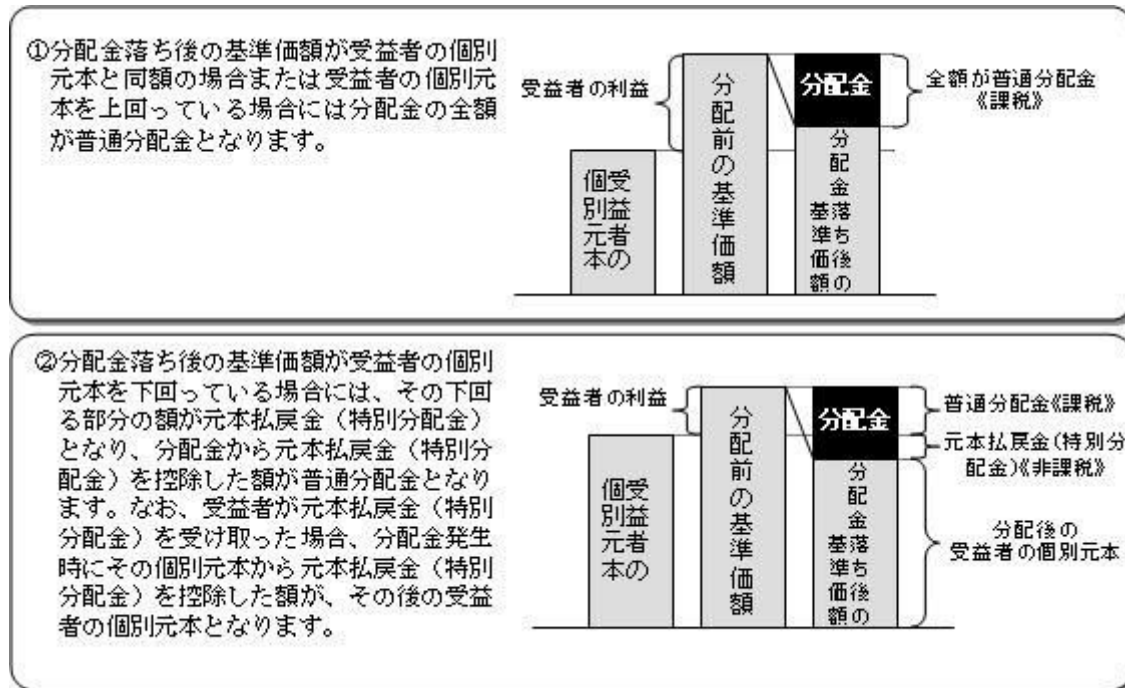 ①分配金落ち後の基準価額が受益者の個別
元本と同額の場合または受益者の個別元
本を上回っている場合には分配金の全額
が普通分配金となります。
受益者の利益
受益者の
個別元本
分配前の基準価額
分配金
分配金落ち後の
基準価額
全額が普通分配金
《課税》
②分配金落ち後の基準価額が受益者の個別
元本を下回っている場合には、その下回
る部分の額が元本払戻金（特別分配金）
となり、分配金から元本払戻金（特別分
配金）を控除した額が普通分配金となり
ます。なお、受益者が元本払戻金（特別
分配金）を受け取った場合、分配金発生
時にその個別元本から元本払戻金（特別
分配金）を控除した額が、その後の受益
者の個別元本となります。
受益者の利益
受益者の
個別元本
分配前の基準価額
分配金
分配金落ち後の
基準価額
普通分配金《課税》
元本払戻金（特別分
配金）《非課税》
分配後の
受益者の個別元本